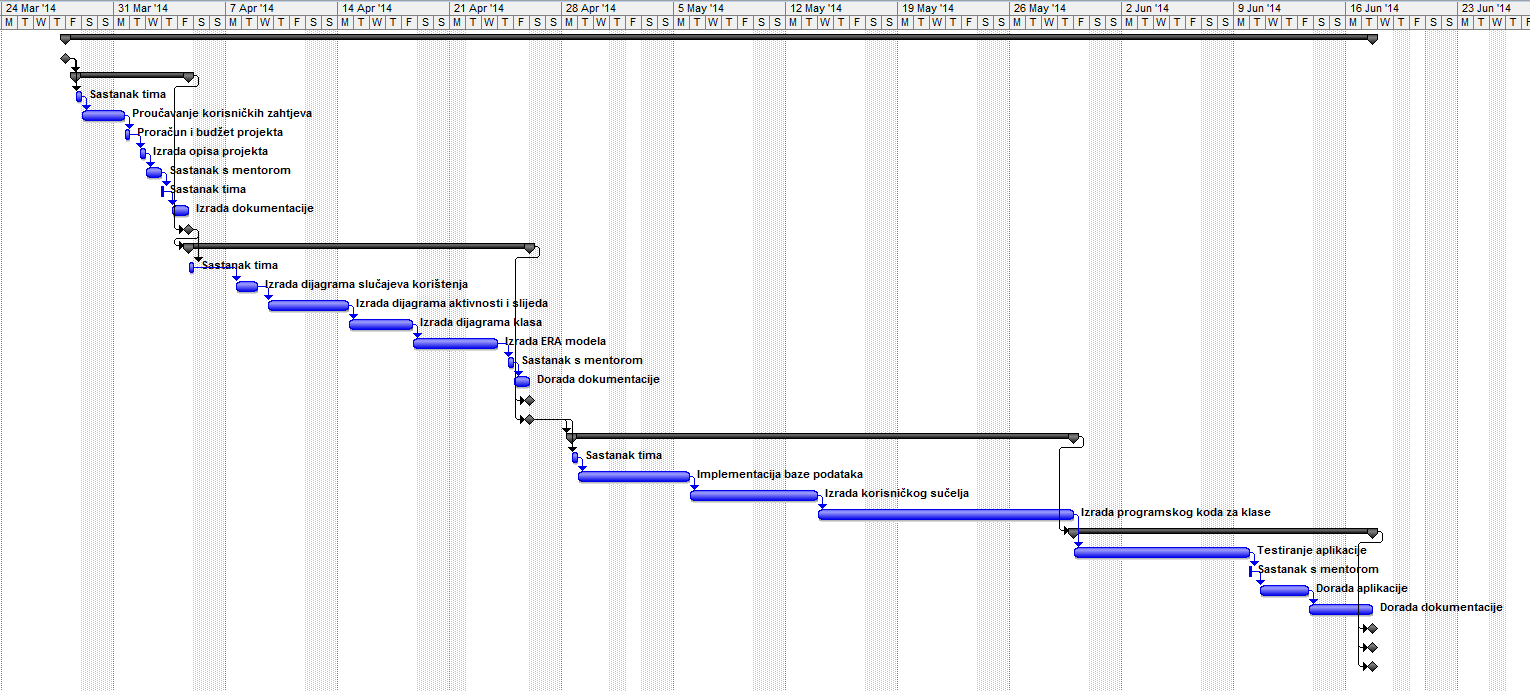 24 Mar '14 31 Mar '14 7 Apr '14 14 Apr '14 21 Apr '14 28 Apr '14 5 May '14 12 May '14 19 May '14 26 May '14 2 Jun '14 9 Jun '14 16 Jun '14 23 Jun '14
M T W T F S S M T W T F S S M T W T F S S M T W T F S S M T W T F S S M T W T F S S M T W T F S S M T W T F S S M T W T F S S M T W T F S S M T W T F S S M T W T F S S M T W T F S S M T W T F
Sastanak tima
Proučavanje korisničkih zahtjeva
Proračun i budžet projekta
Izrada opisa projekta
Sastanak s mentorom
Sastanak tima
Izrada dokumentacije
Sastanak tima
Izrada dijagrama slučajeva korištenja
Izrada dijagrama aktivnosti i slijeda
Izrada dijagrama klasa
Izrada ERA modela
Sastanak s mentorom
Dorada dokumentacije
Sastanak tima
Implementacija baze podataka
Izrada korisničkog sučelja
Izrada programskog koda za klase
Testiranje aplikacije
Sastanak s mentorom
Dorada aplikacije
Dorada dokumentacije